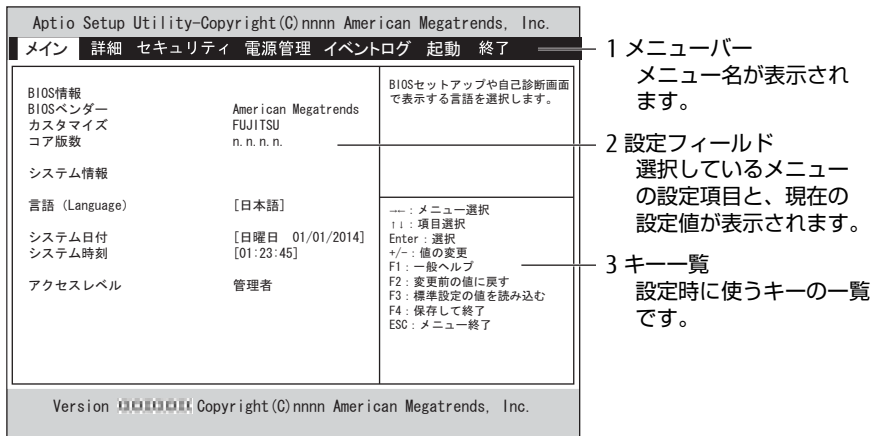 Aptio Setup Utility-Copyright(C)nnnn American Megatrends, Inc.
メイン 詳細 セキュリティ 電源管理 イベントログ 起動 終了
BIOS情報
BIOSベンダー American Megatrends
カスタマイズ FUJITSU
コア版数 n.n.n.n.
システム情報
言語 (Language) [日本語]
システム日付 [日曜日 01/01/2014]
システム時刻 [01:23:45]
アクセスレベル 管理者
BIOSセットアップや自己診断画面
で表示する言語を選択します。
→←：メニュー選択
↑↓：項目選択
Enter：選択
+/-：値の変更
F1：一般ヘルプ
F2：変更前の値に戻す
F3：標準設定の値を読み込む
F4：保存して終了
ESC：メニュー終了
Version Copyright(C)nnnn American Megatrends, Inc.
1 メニューバー
メニュー名が表示され
ます。
2 設定フィールド
選択しているメニュー
の設定項目と、現在の
設定値が表示されます。
3 キー一覧
設定時に使うキーの一覧
です。